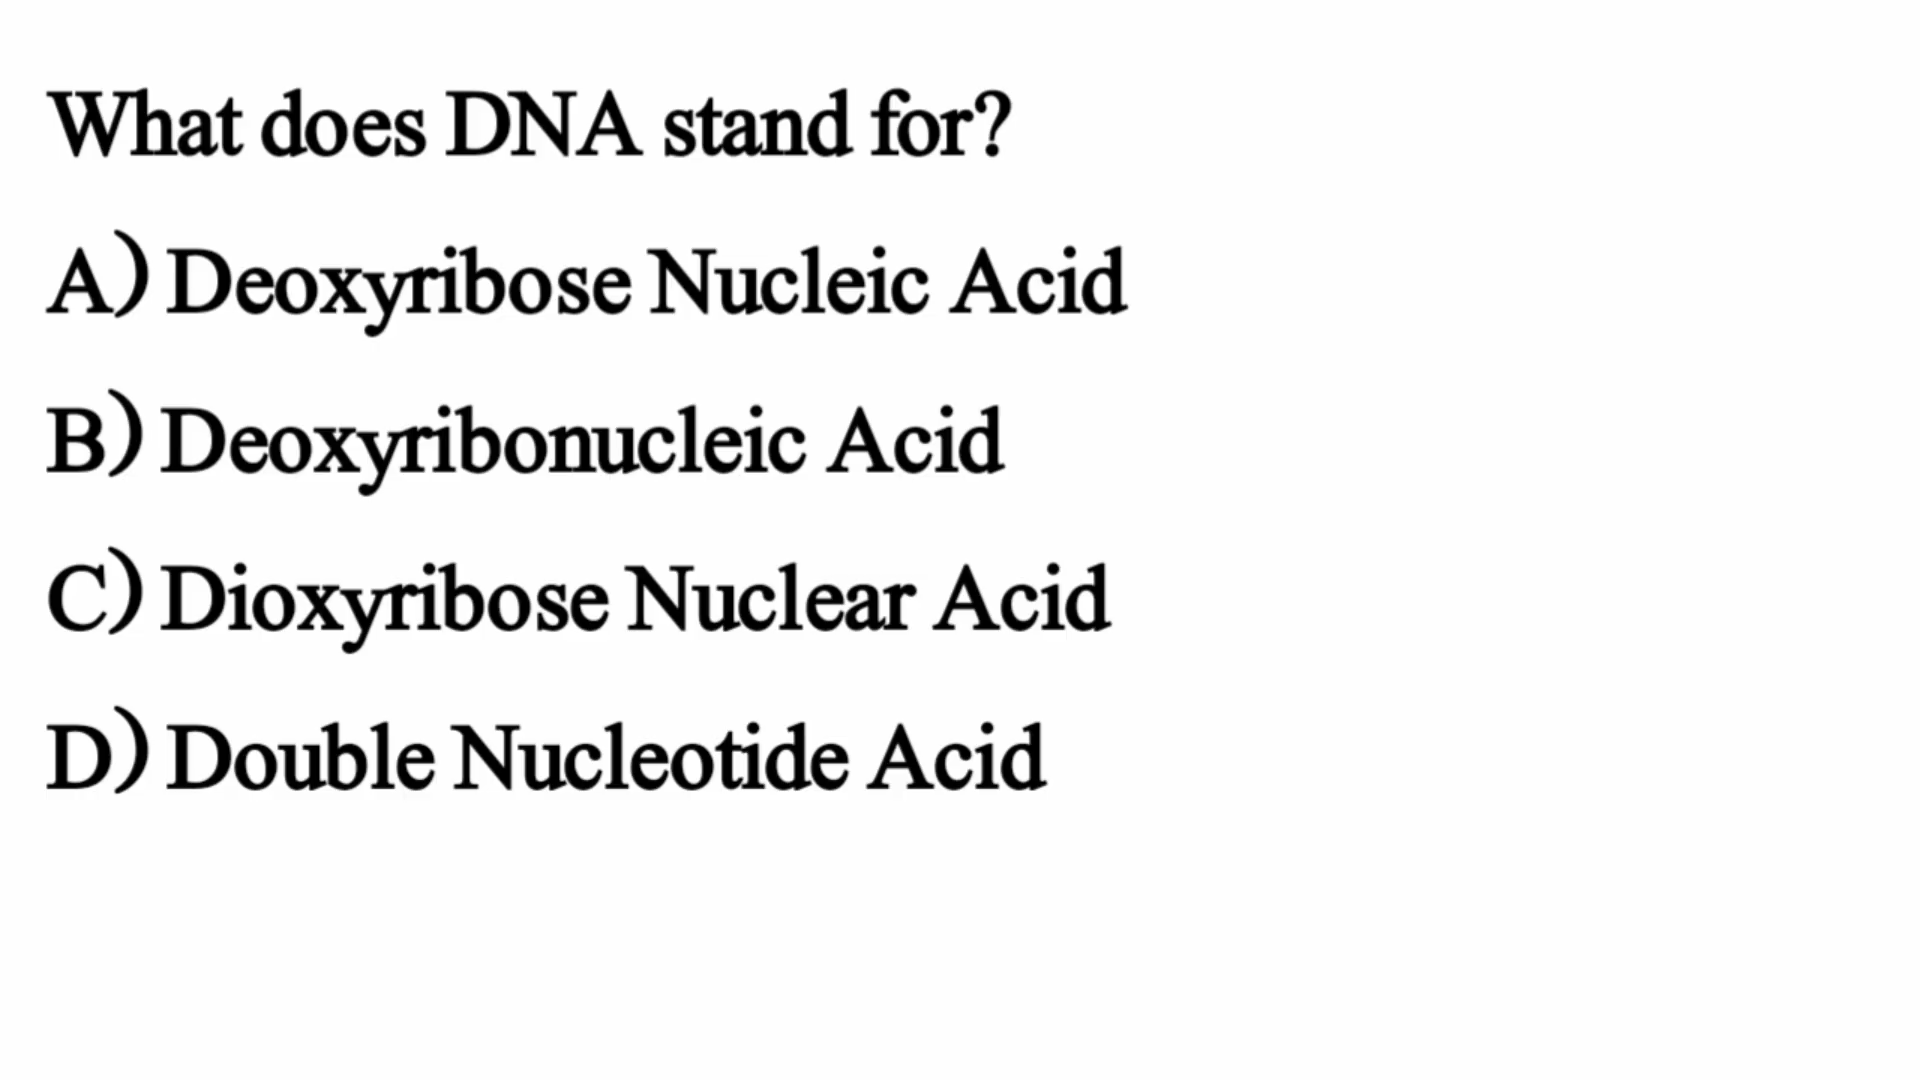 What does DNA stand for?
A) Deoxyribose Nucleic Acid
B) Deoxyribonucleic Acid
C) Dioxyribose Nuclear Acid
D) Double Nucleotide Acid